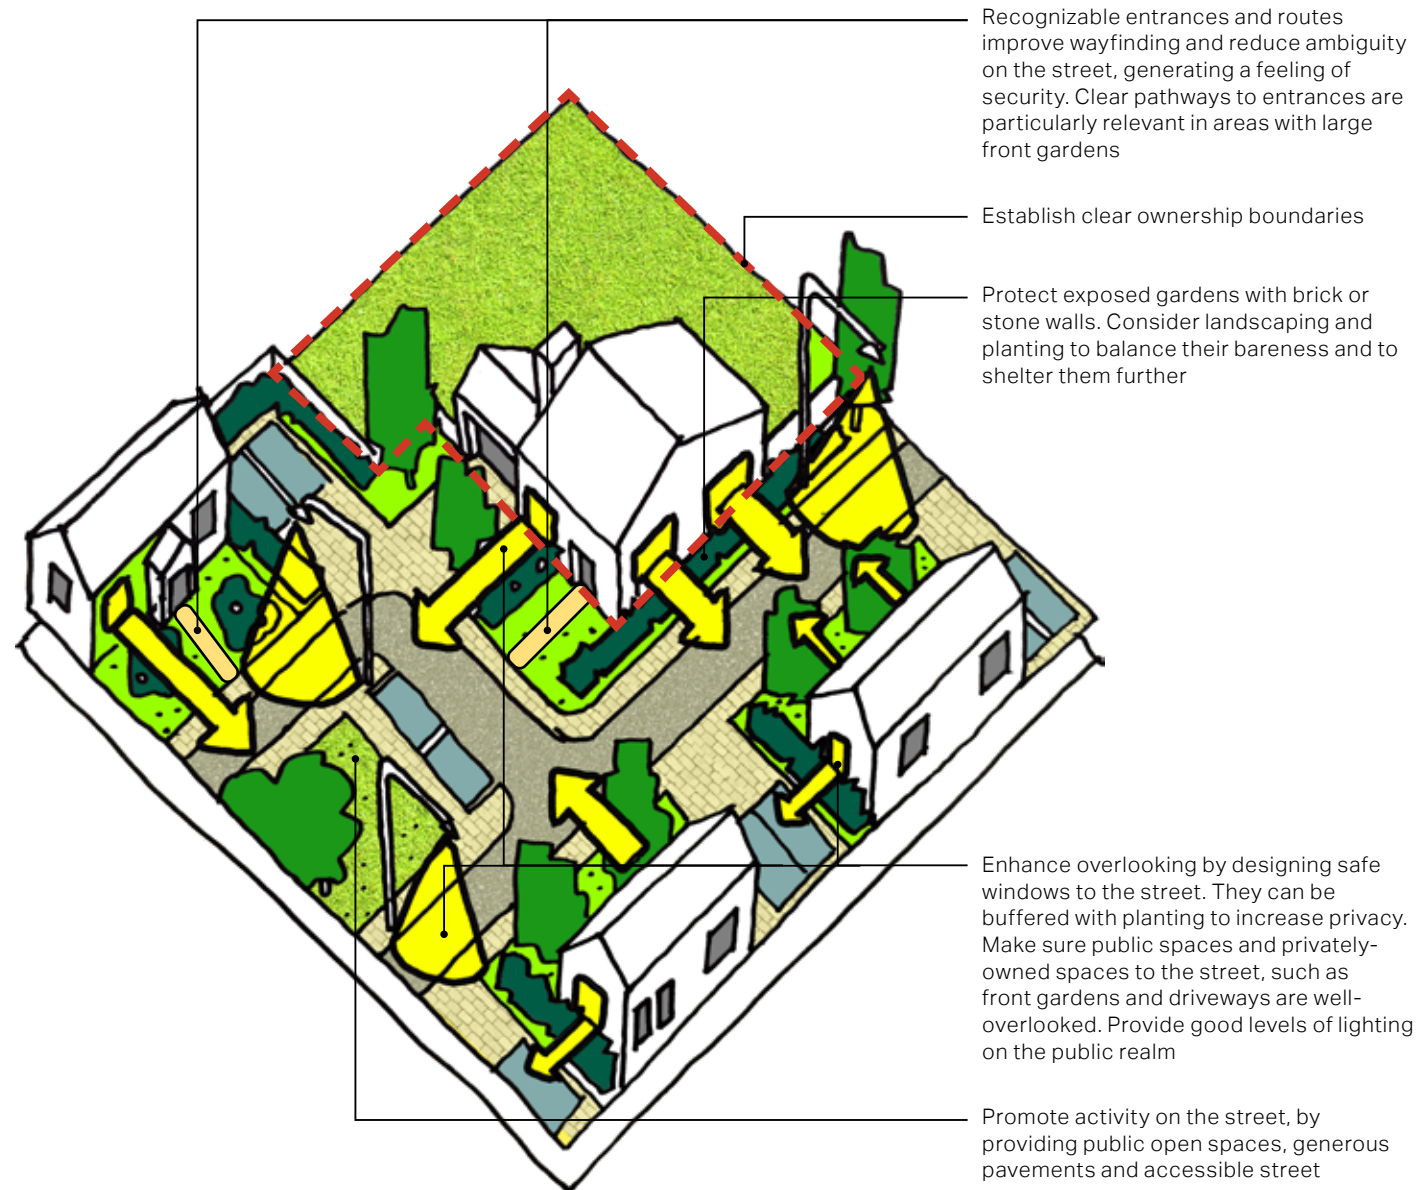 Recognizable entrances and routes
improve wayfinding and reduce ambiguity
on the street, generating a feeling of
security. Clear pathways to entrances are
particularly relevant in areas with large
front gardens
Establish clear ownership boundaries
Protect exposed gardens with brick or
stone walls. Consider landscaping and
planting to balance their bareness and to
shelter them further
Enhance overlooking by designing safe
windows to the street. They can be
buffered with planting to increase privacy.
Make sure public spaces and privately-
owned spaces to the street, such as
front gardens and driveways are well-
overlooked. Provide good levels of lighting
on the public realm
Promote activity on the street, by
providing public open spaces, generous
pavements and accessible street